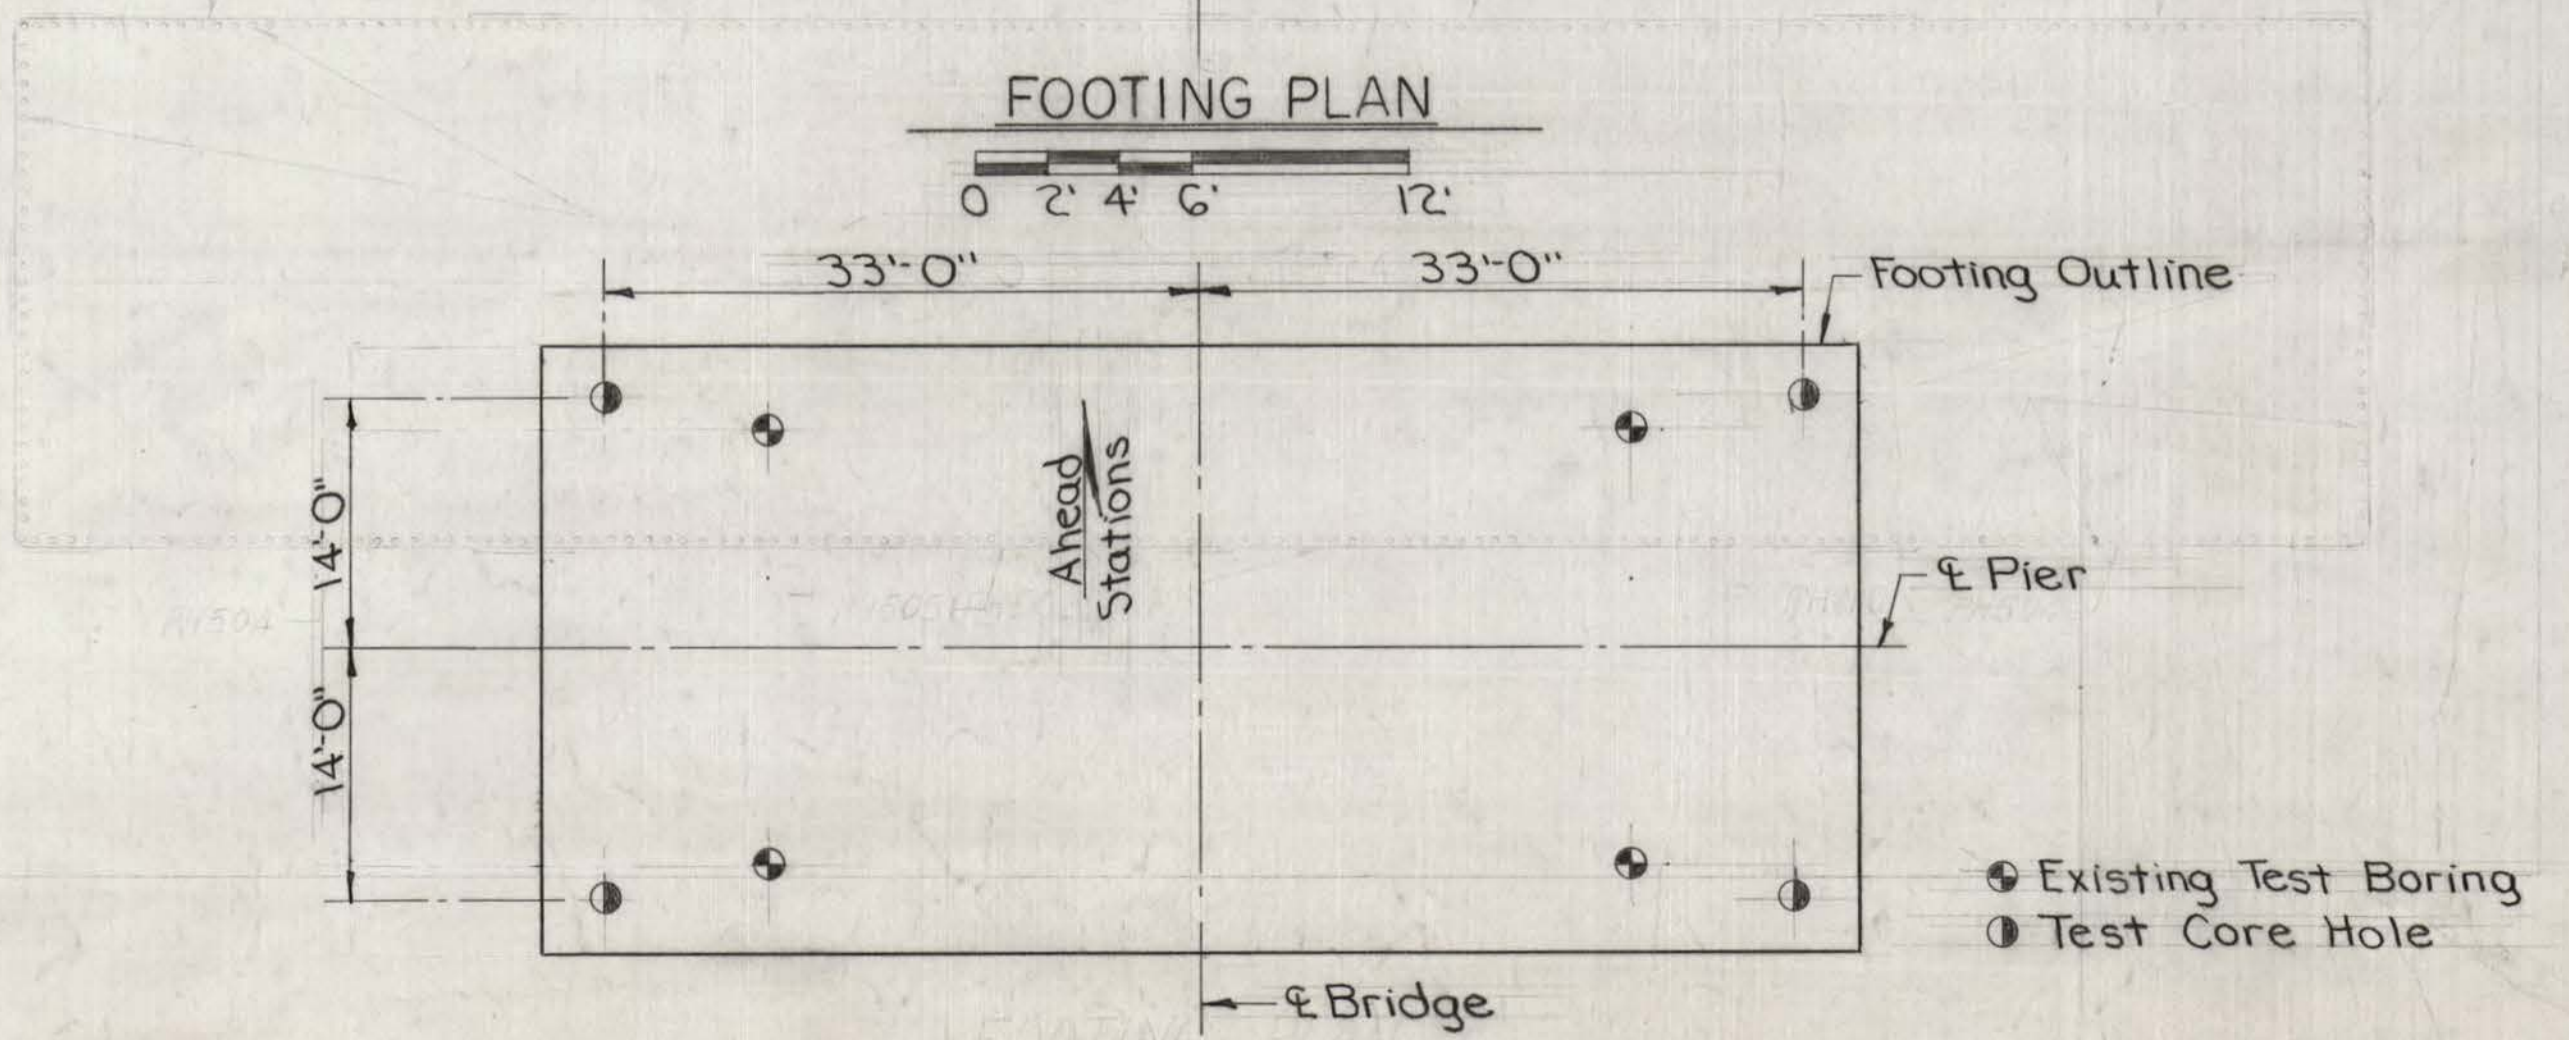 FOOTING PLAN
0 2' 4' 6' 12'
33'-0" 33'-0"
Footing Outline
14'-0"
Ahead
Stations
℄ Pier
14'-0"
Existing Test Boring
Test Core Hole
℄ Bridge